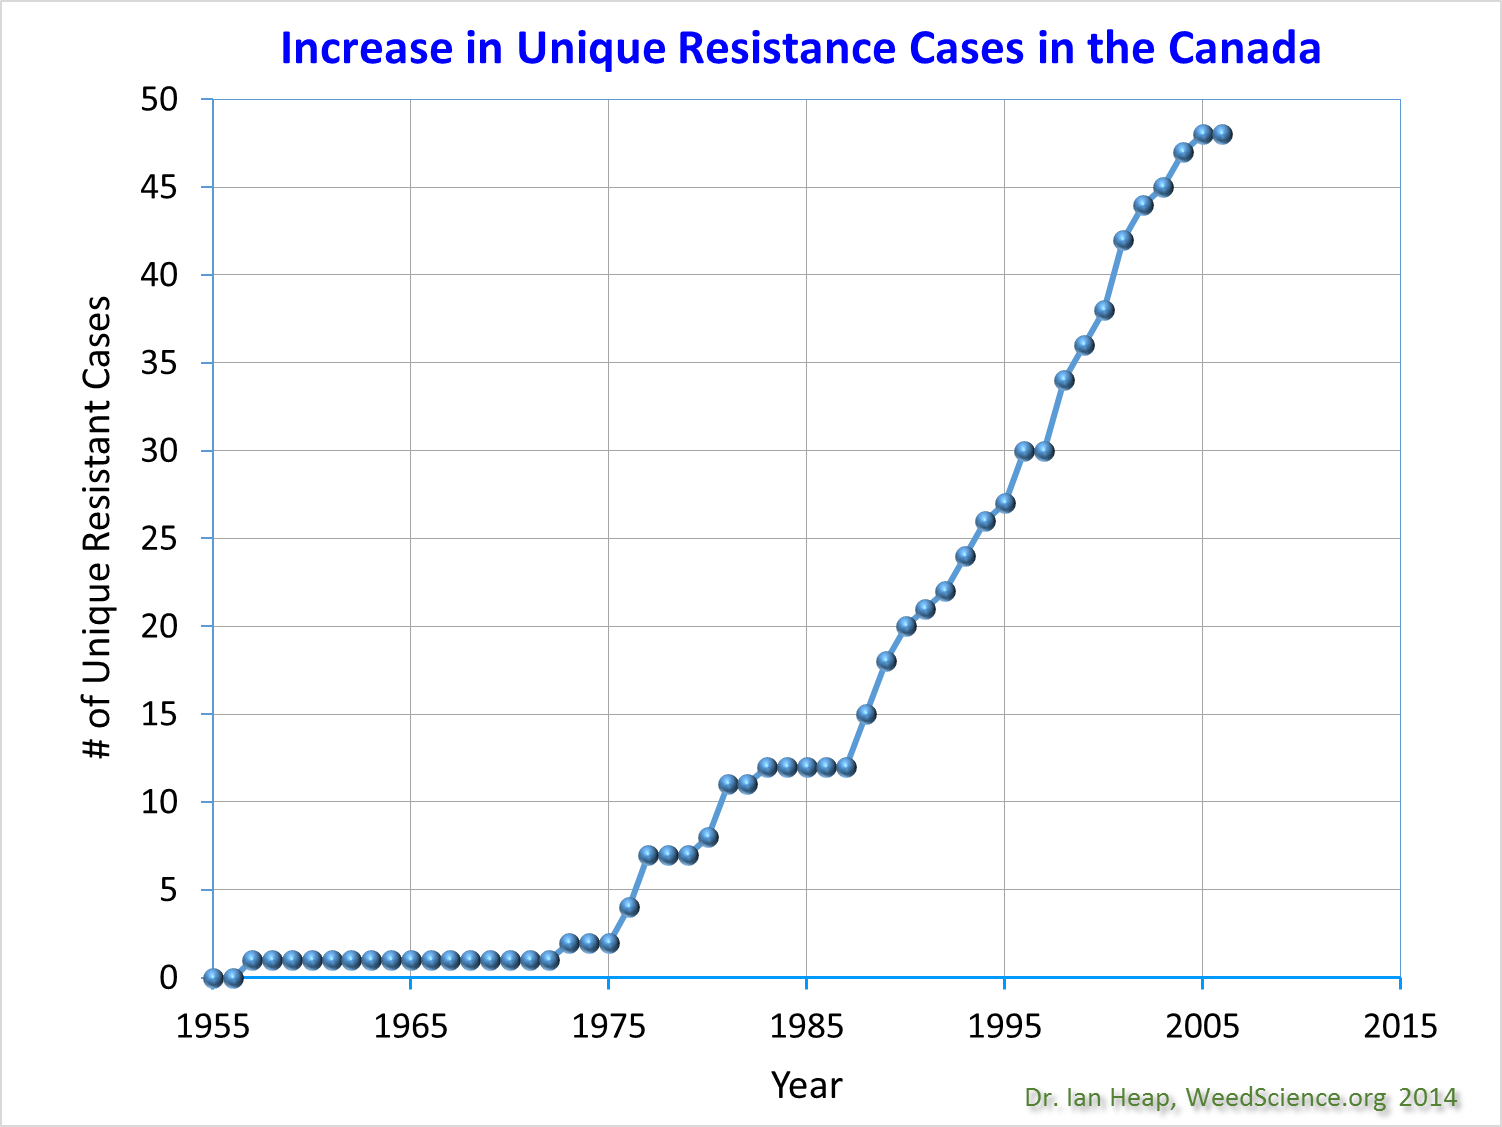 Increase in Unique Resistance Cases in the Canada
50
45
40
35
30
25
20
15
10
5
0
# of Unique Resistant Cases
1955 1965 1975 1985 1995 2005 2015
Year
Dr. Ian Heap, WeedScience.org 2014